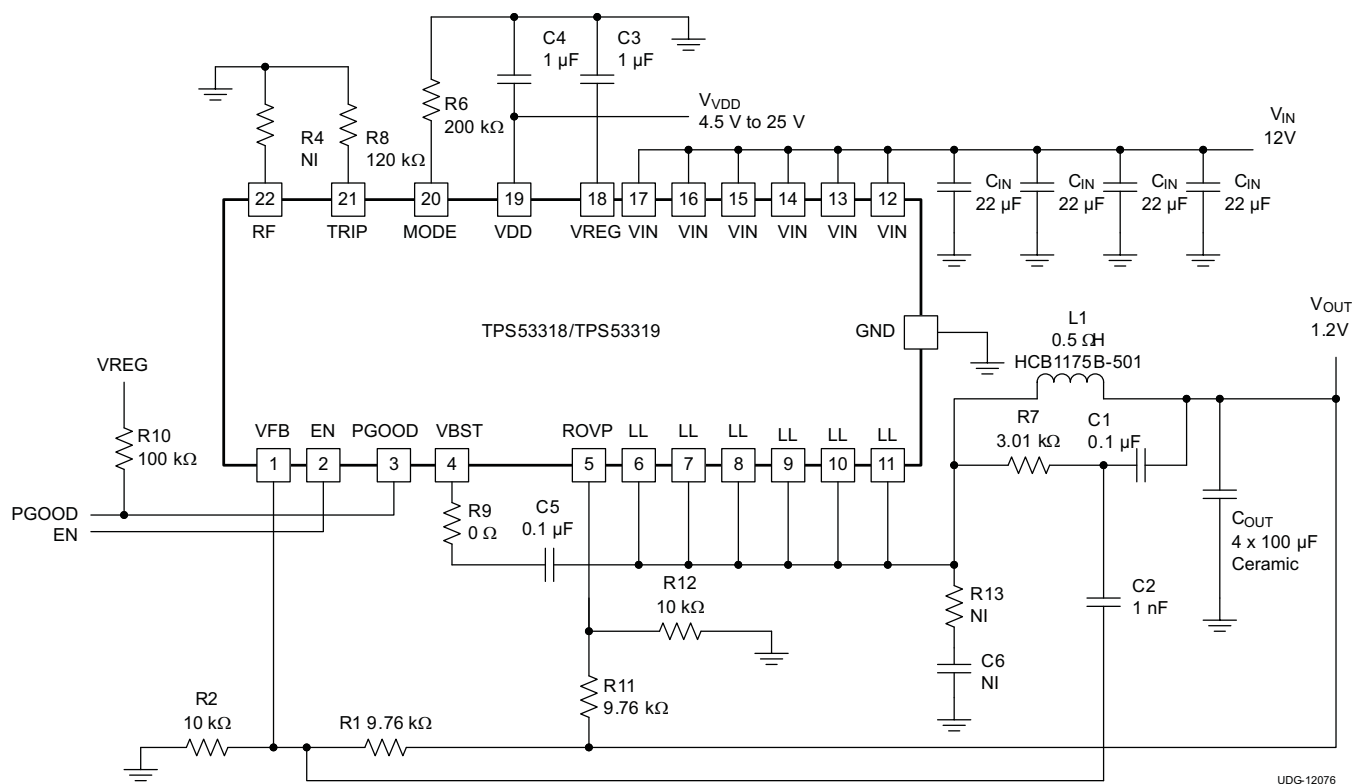 C4
1 µF
C3
1 µF
R6
200 kΩ
R4
NI
R8
120 kΩ
V_VDD
4.5 V to 25 V
V_IN
12V
C_IN
22 µF
C_IN
22 µF
C_IN
22 µF
C_IN
22 µF
22
21
20
19
18
17
16
15
14
13
12
RF
TRIP
MODE
VDD
VREG
VIN
VIN
VIN
VIN
VIN
VIN
TPS53318/TPS53319
GND
V_OUT
1.2V
L1
0.5 ΩH
HCB1175B-501
VREG
R10
100 kΩ
VFB
EN
PGOOD
VBST
ROVP
LL
LL
LL
LL
LL
LL
1
2
3
4
5
6
7
8
9
10
11
R7
3.01 kΩ
C1
0.1 µF
PGOOD
EN
R9
0 Ω
C5
0.1 µF
C_OUT
4 x 100 µF
Ceramic
R12
10 kΩ
R13
NI
C2
1 nF
C6
NI
R11
9.76 kΩ
R2
10 kΩ
R1 9.76 kΩ
UDG-12076